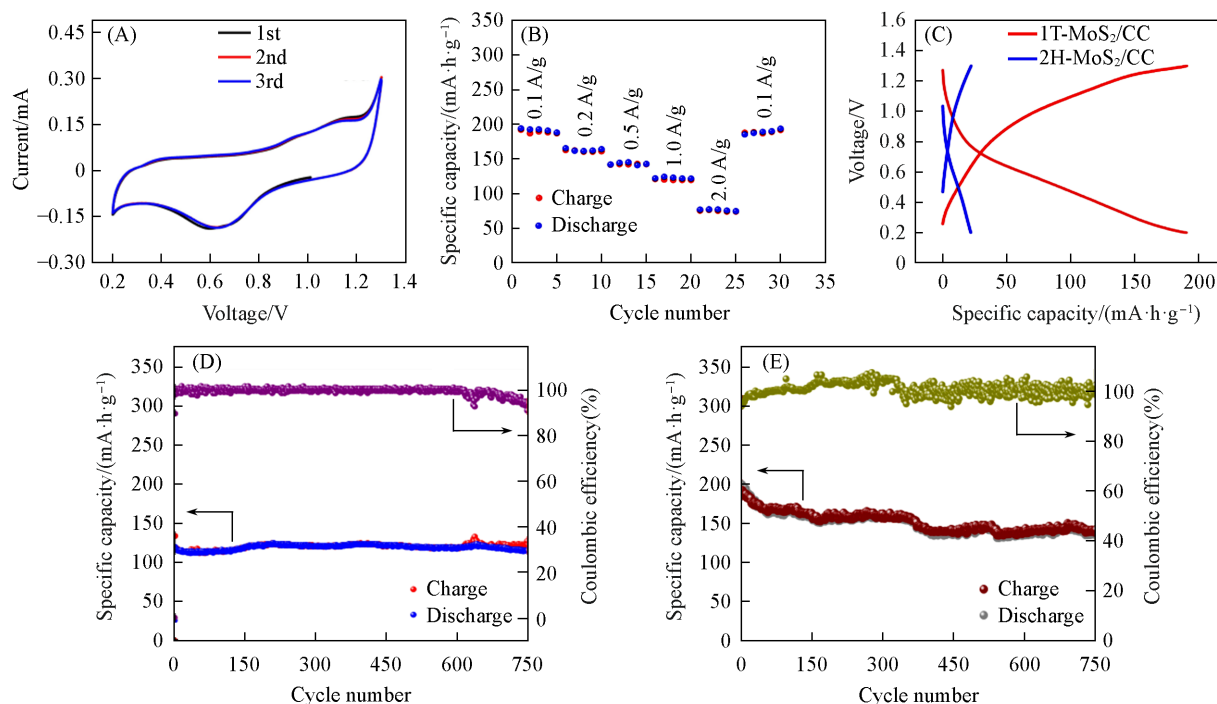 (A)
1st
2nd
3rd
0.45
0.30
0.15
0
−0.15
−0.30
Current/mA
0.2 0.4 0.6 0.8 1.0 1.2 1.4
Voltage/V
(B)
350
300
250
200
150
100
50
0
Specific capacity/(mA·h·g⁻¹)
0.1 A/g
0.2 A/g
0.5 A/g
1.0 A/g
2.0 A/g
0.1 A/g
Charge
Discharge
0 5 10 15 20 25 30 35
Cycle number
(C)
1T-MoS₂/CC
2H-MoS₂/CC
1.6
1.4
1.2
1.0
0.8
0.6
0.4
0.2
0
Voltage/V
0 50 100 150 200
Specific capacity/(mA·h·g⁻¹)
(D)
350
300
250
200
150
100
50
0
Specific capacity/(mA·h·g⁻¹)
100
80
60
40
20
0
Coulombic efficiency(%)
Charge
Discharge
0 150 300 450 600 750
Cycle number
(E)
350
300
250
200
150
100
50
0
Specific capacity/(mA·h·g⁻¹)
100
80
60
40
20
0
Coulombic efficiency(%)
Charge
Discharge
0 150 300 450 600 750
Cycle number